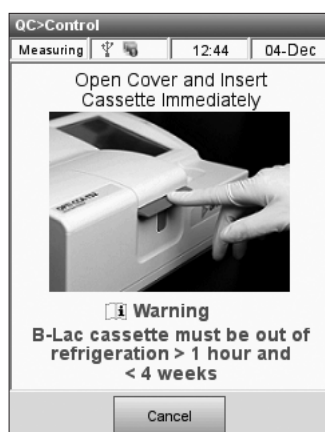 QC>Control
Measuring 12:44 04-Dec
Open Cover and Insert
Cassette Immediately
Warning
B-Lac cassette must be out of
refrigeration > 1 hour and
< 4 weeks
Cancel